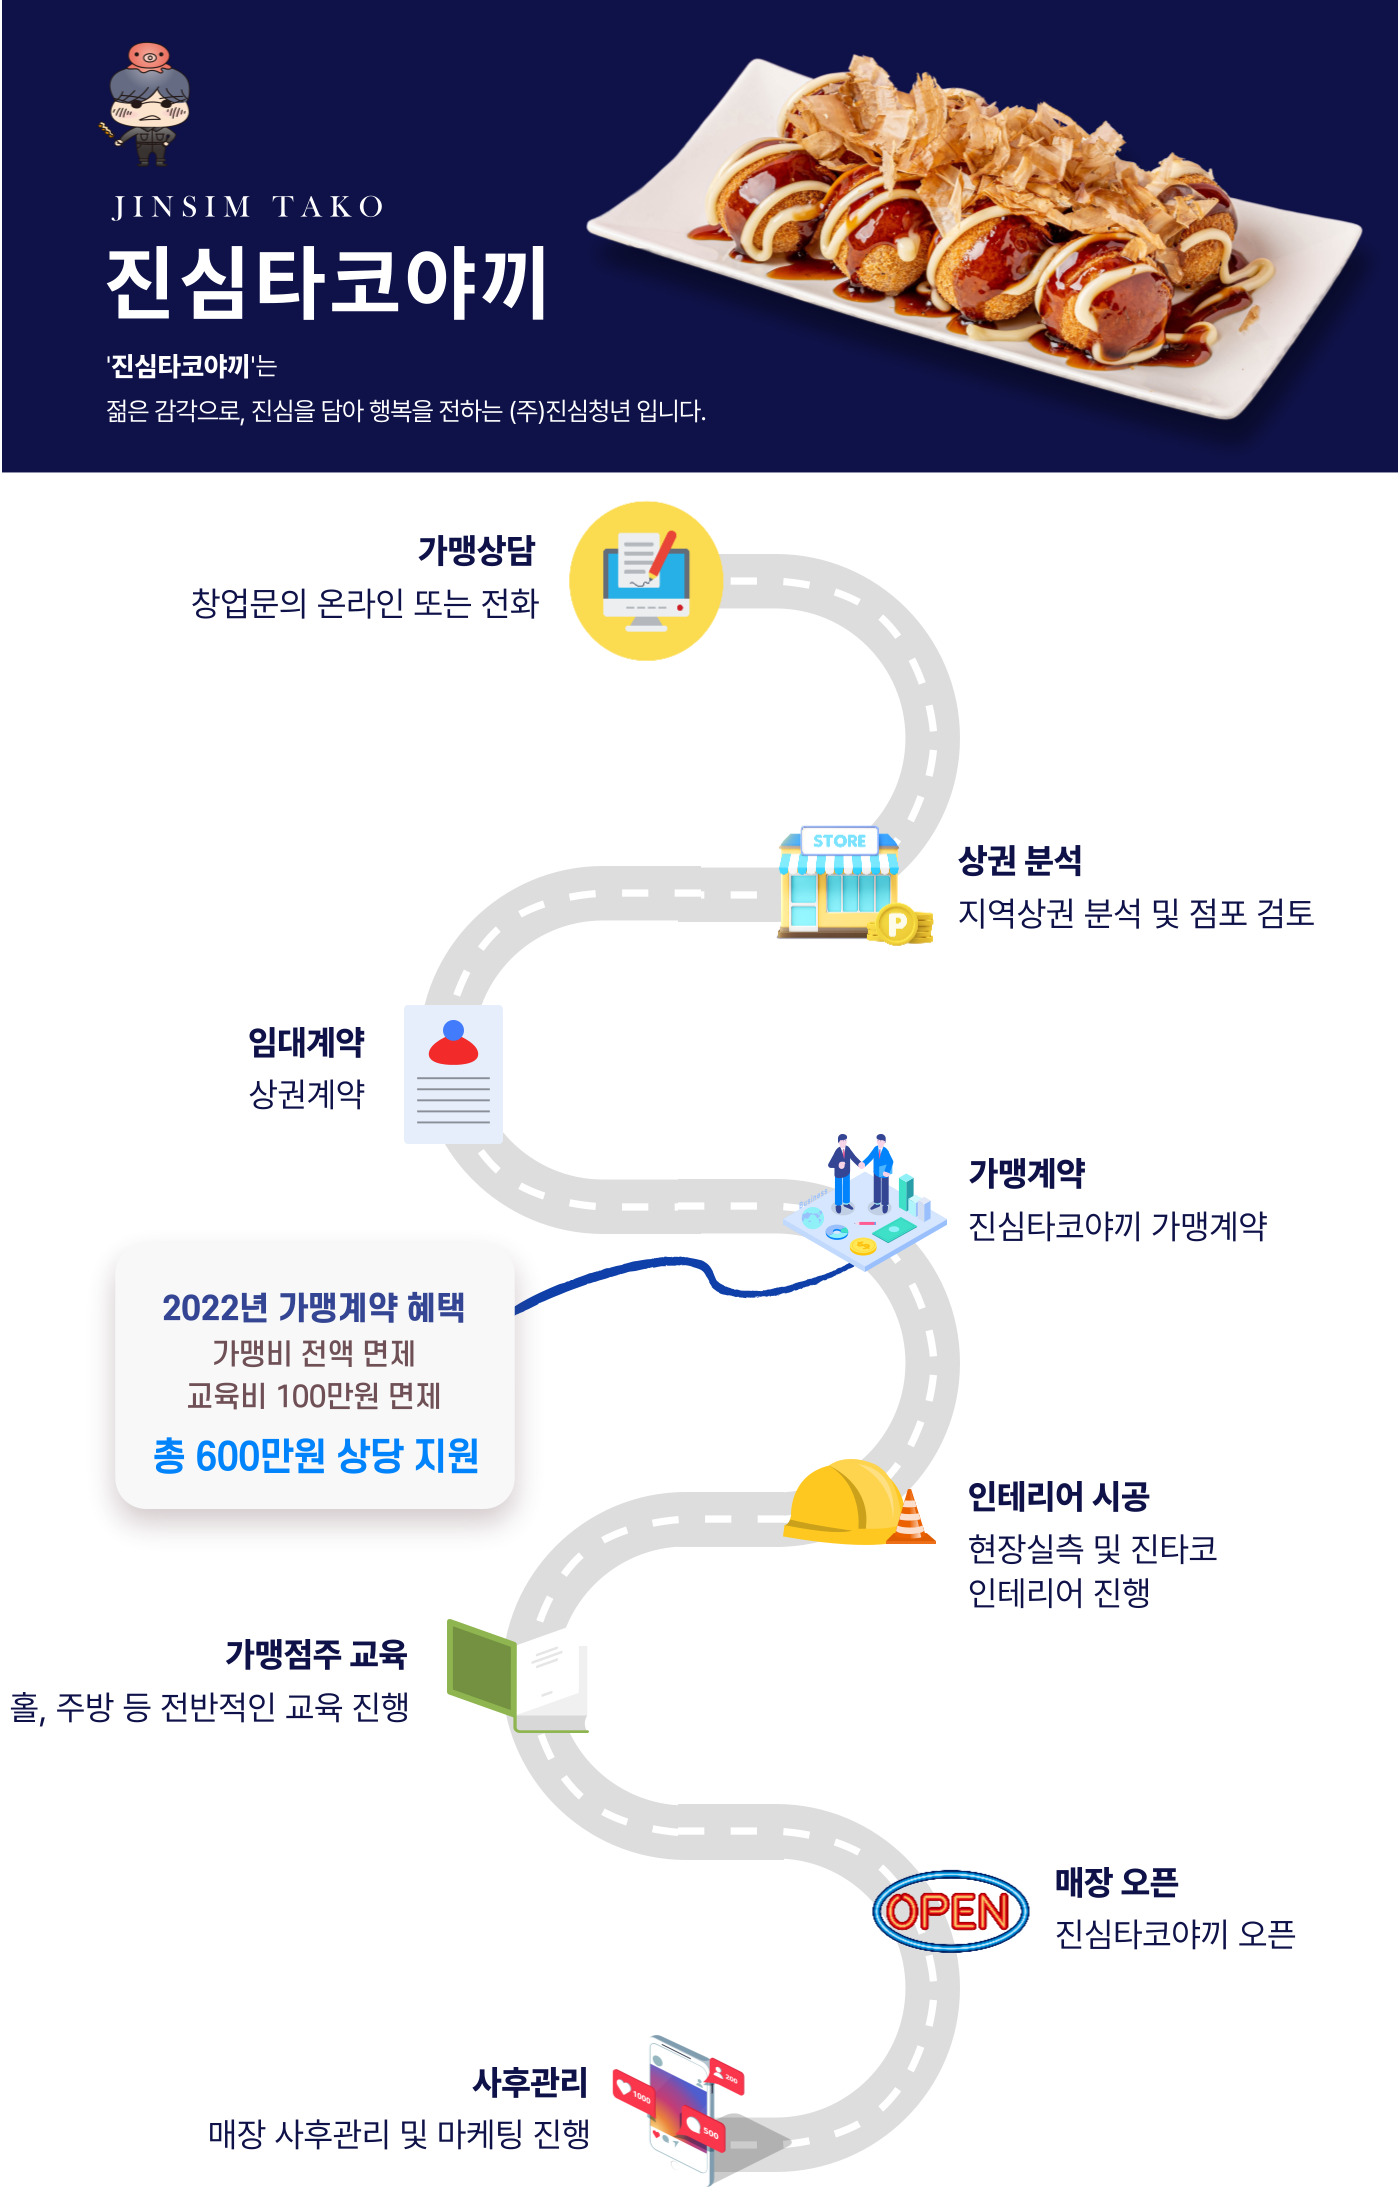 JINSIM TAKO
진심타코야끼
'진심타코야끼'는
젊은 감각으로, 진심을 담아 행복을 전하는 (주)진심청년 입니다.
가맹상담
창업문의 온라인 또는 전화
STORE
P
상권 분석
지역상권 분석 및 점포 검토
임대계약
상권계약
Business
가맹계약
진심타코야끼 가맹계약
2022년 가맹계약 혜택
가맹비 전액 면제
교육비 100만원 면제
총 600만원 상당 지원
인테리어 시공
현장실측 및 진타코
인테리어 진행
가맹점주 교육
홀, 주방 등 전반적인 교육 진행
OPEN
매장 오픈
진심타코야끼 오픈
사후관리
매장 사후관리 및 마케팅 진행
200
1000
500